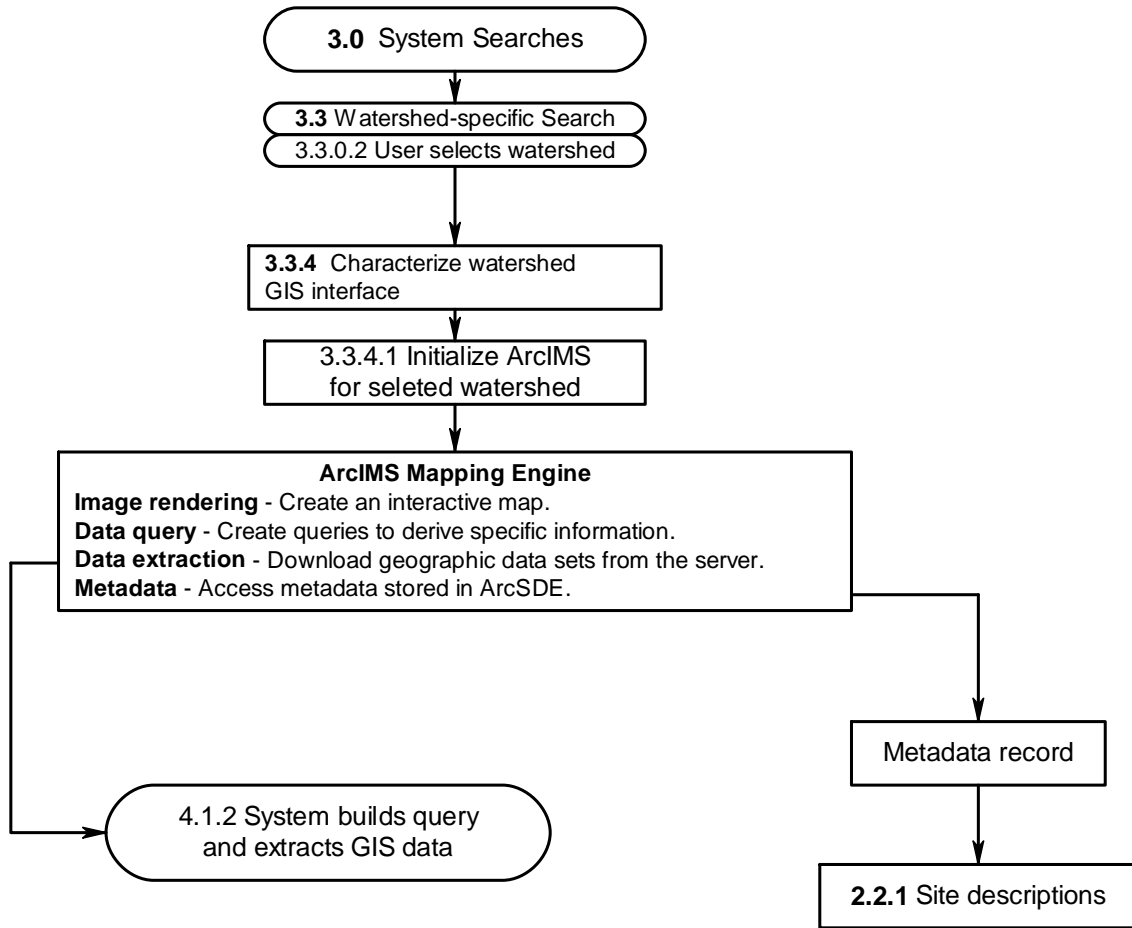 3.0 System Searches
3.3 Watershed-specific Search
3.3.0.2 User selects watershed
3.3.4 Characterize watershed
GIS interface
3.3.4.1 Initialize ArcIMS
for seleted watershed
ArcIMS Mapping Engine
Image rendering - Create an interactive map.
Data query - Create queries to derive specific information.
Data extraction - Download geographic data sets from the server.
Metadata - Access metadata stored in ArcSDE.
Metadata record
4.1.2 System builds query
and extracts GIS data
2.2.1 Site descriptions